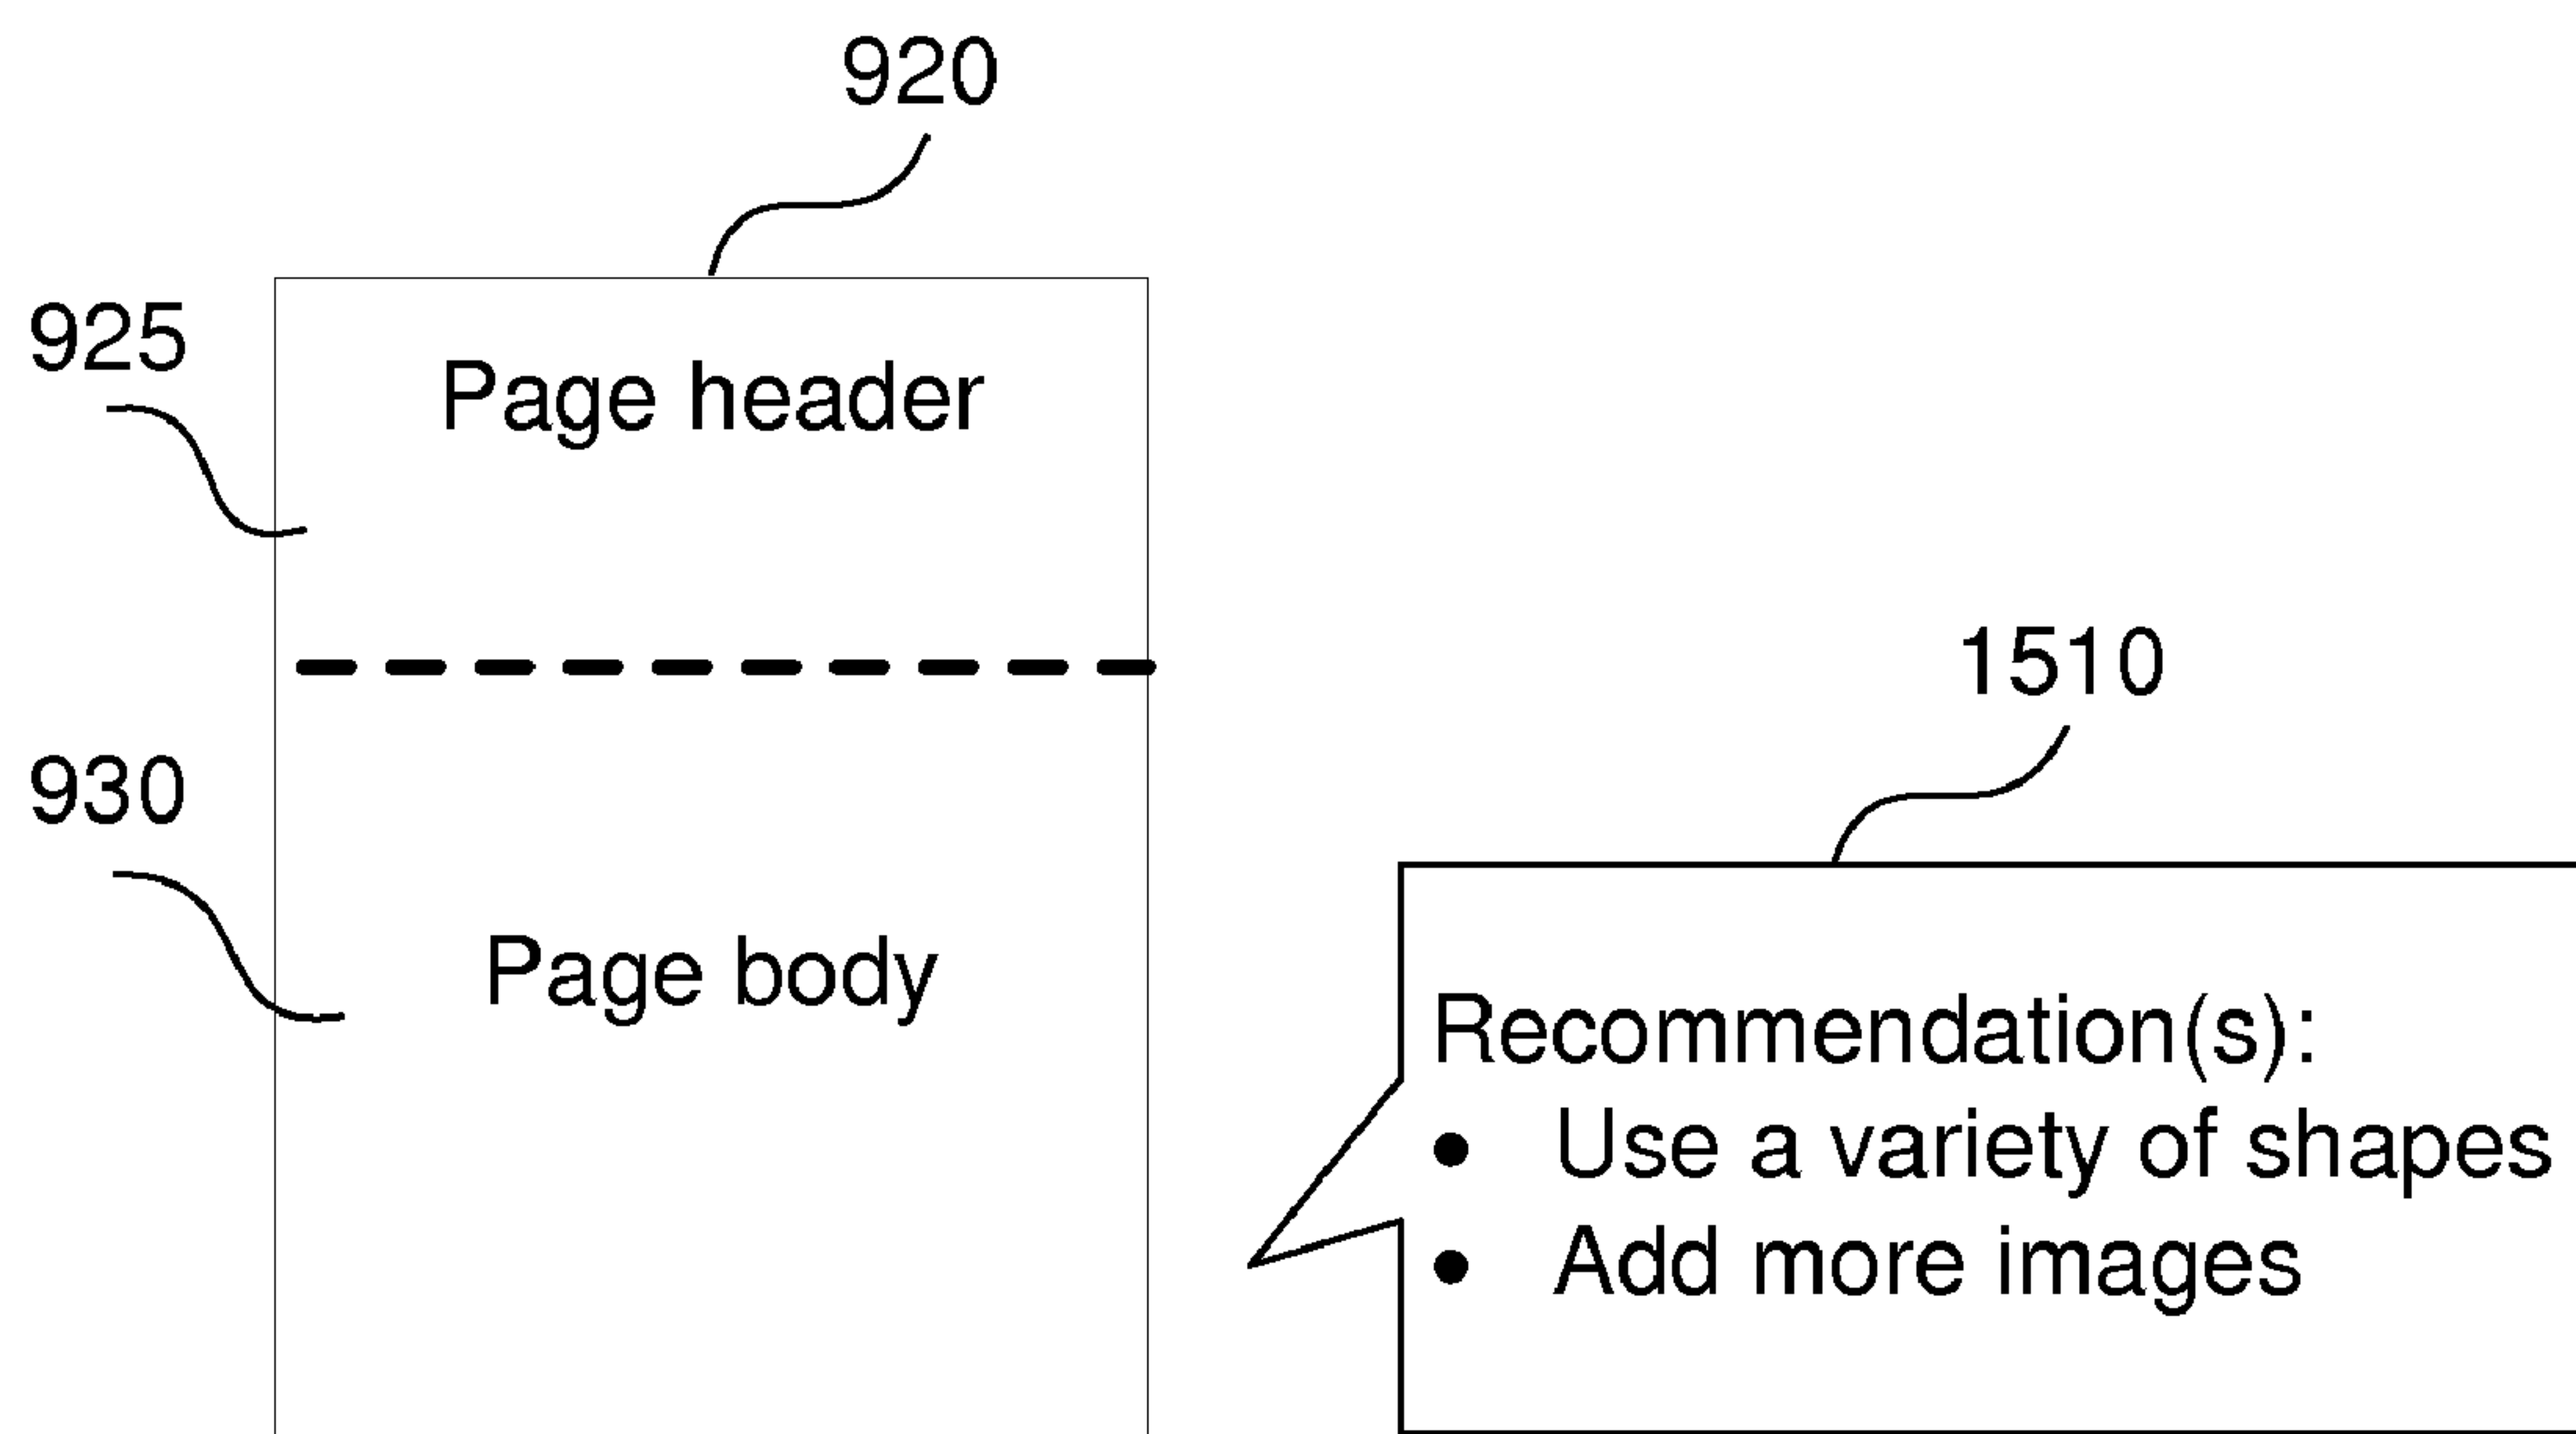 920
925
Page header
1510
930
Page body
Recommendation(s):
• Use a variety of shapes
• Add more images